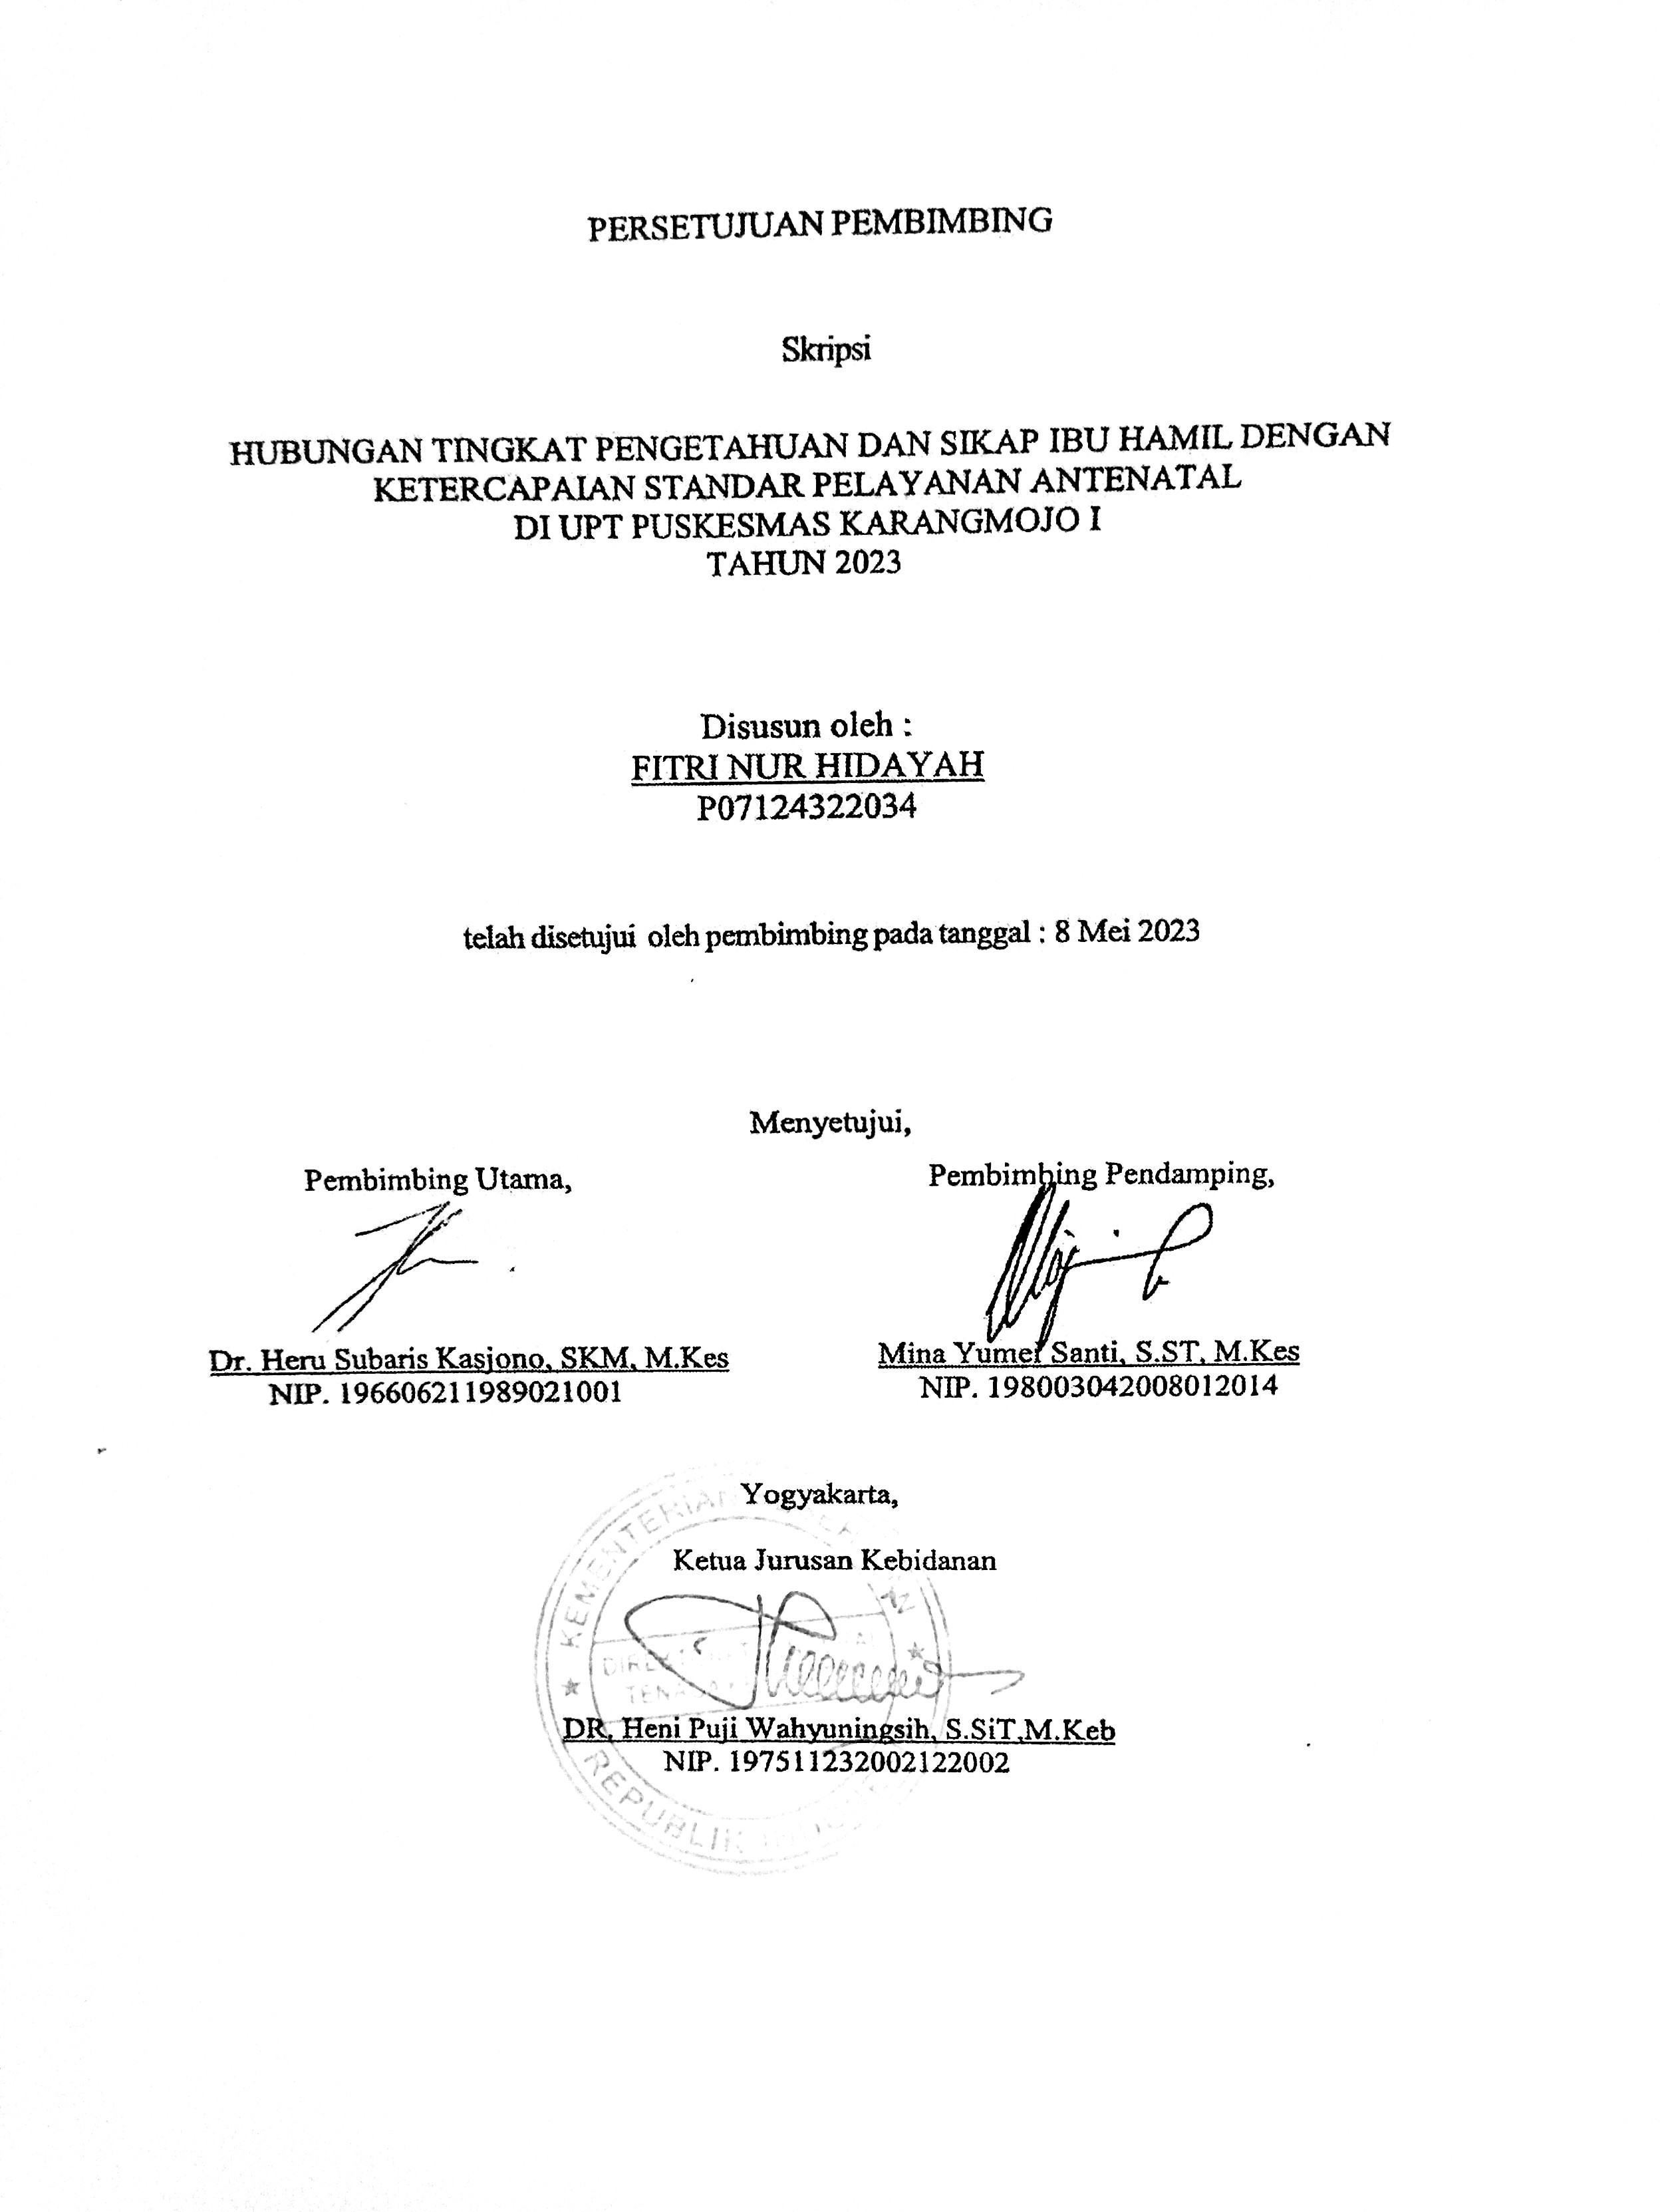 PERSETUJUAN PEMBIMBING
Skripsi
HUBUNGAN TINGKAT PENGETAHUAN DAN SIKAP IBU HAMIL DENGAN
KETERCAPAIAN STANDAR PELAYANAN ANTENATAL
DI UPT PUSKESMAS KARANGMOJO I
TAHUN 2023
Disusun oleh :
FITRI NUR HIDAYAH
P07124322034
telah disetujui oleh pembimbing pada tanggal : 8 Mei 2023
Menyetujui,
Pembimbing Utama,
Pembimbing Pendamping,
Dr. Heru Subaris Kasjono, SKM, M.Kes
NIP. 196606211989021001
Mina Yumei Santi, S.ST, M.Kes
NIP. 198003042008012014
Yogyakarta,
Ketua Jurusan Kebidanan
DR, Heni Puji Wahyuningsih, S.SiT,M.Keb
NIP. 197511232002122002
KEMENTERIAN
REPUBLIK